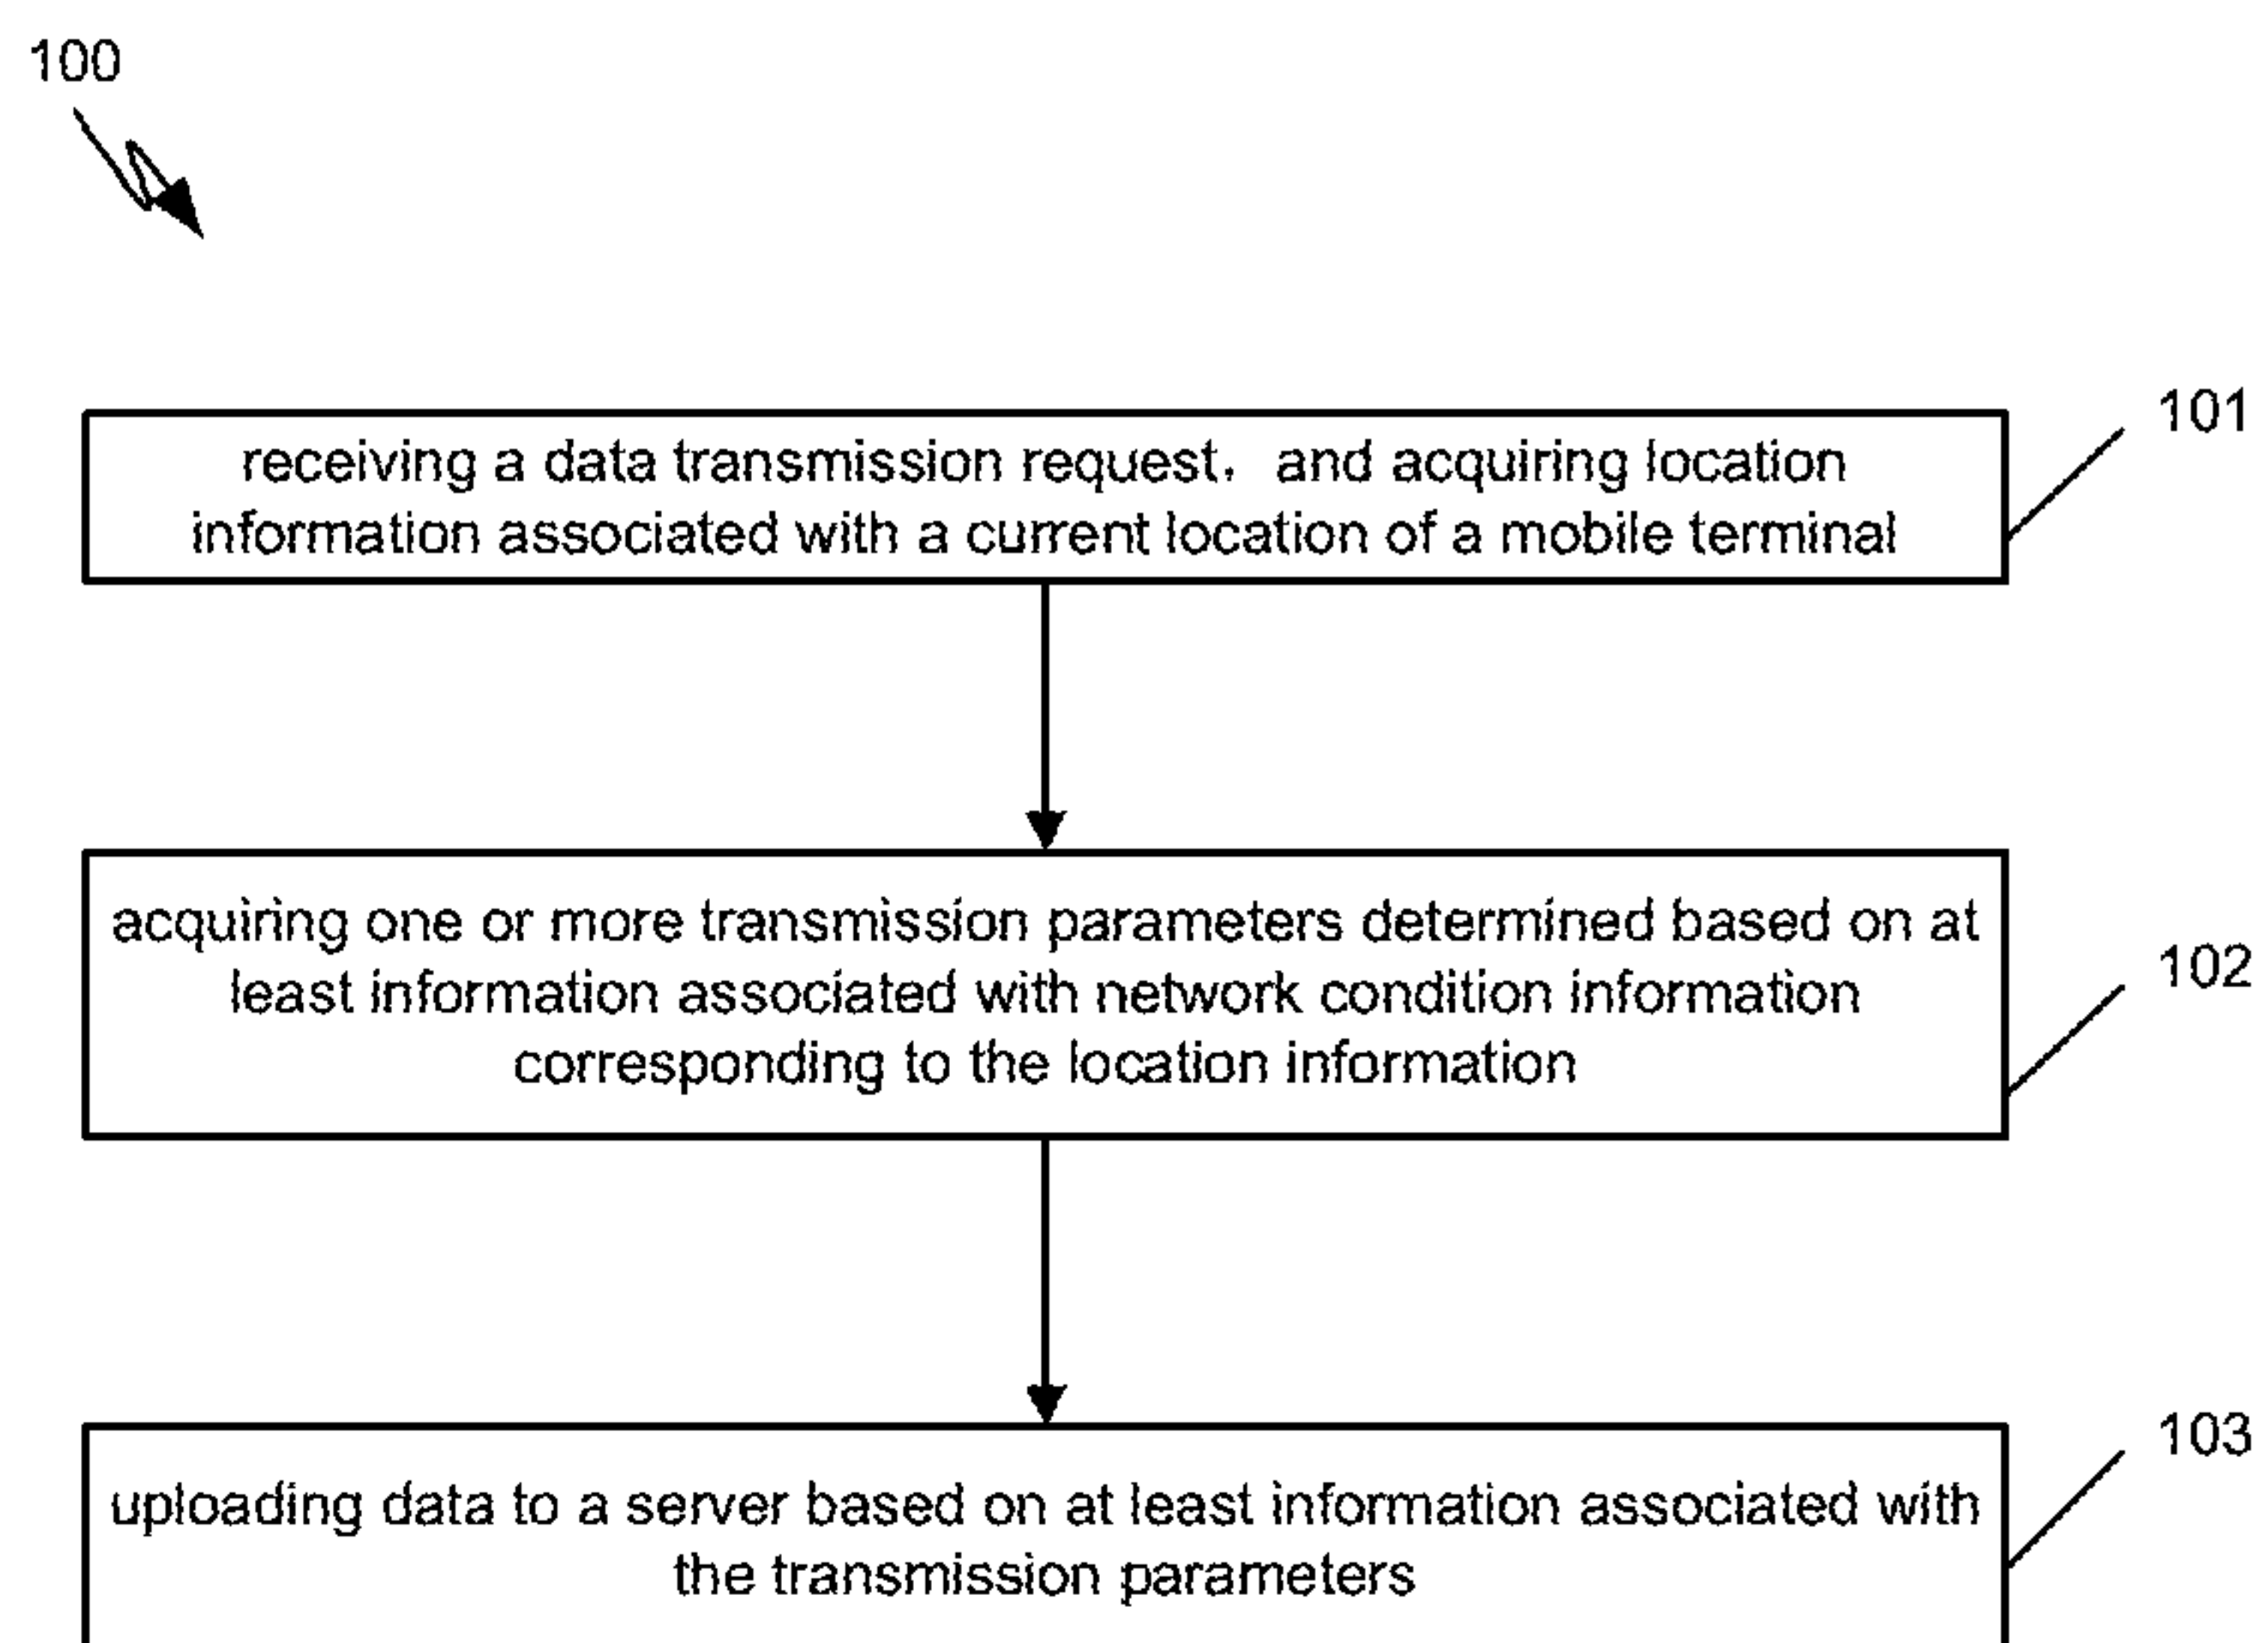 100
101
receiving a data transmission request, and acquiring location
information associated with a current location of a mobile terminal
acquiring one or more transmission parameters determined based on at
least information associated with network condition information
corresponding to the location information
102
103
uploading data to a server based on at least information associated with
the transmission parameters